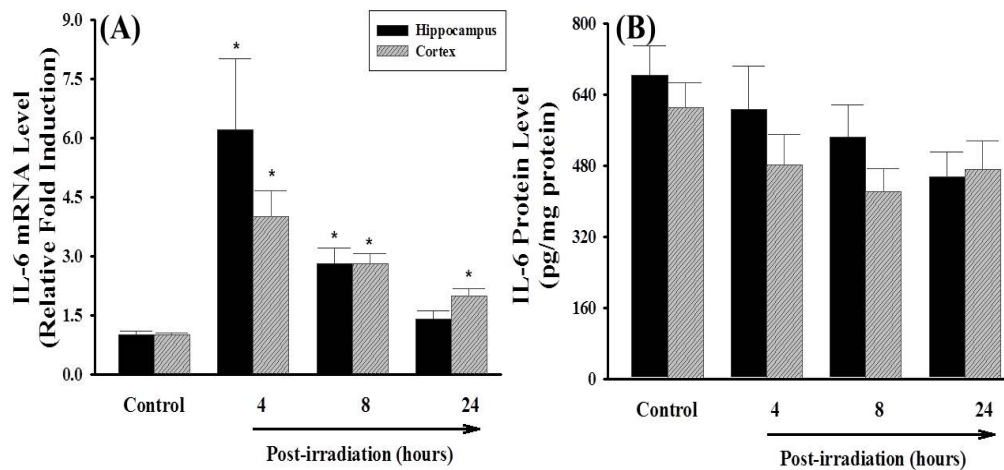 (A)
Hippocampus
Cortex
IL-6 mRNA Level
(Relative Fold Induction)
9.0
7.5
6.0
4.5
3.0
1.5
0.0
*
*
*
*
*
Control 4 8 24
Post-irradiation (hours)
(B)
IL-6 Protein Level
(pg/mg protein)
800
640
480
320
160
0
Control 4 8 24
Post-irradiation (hours)